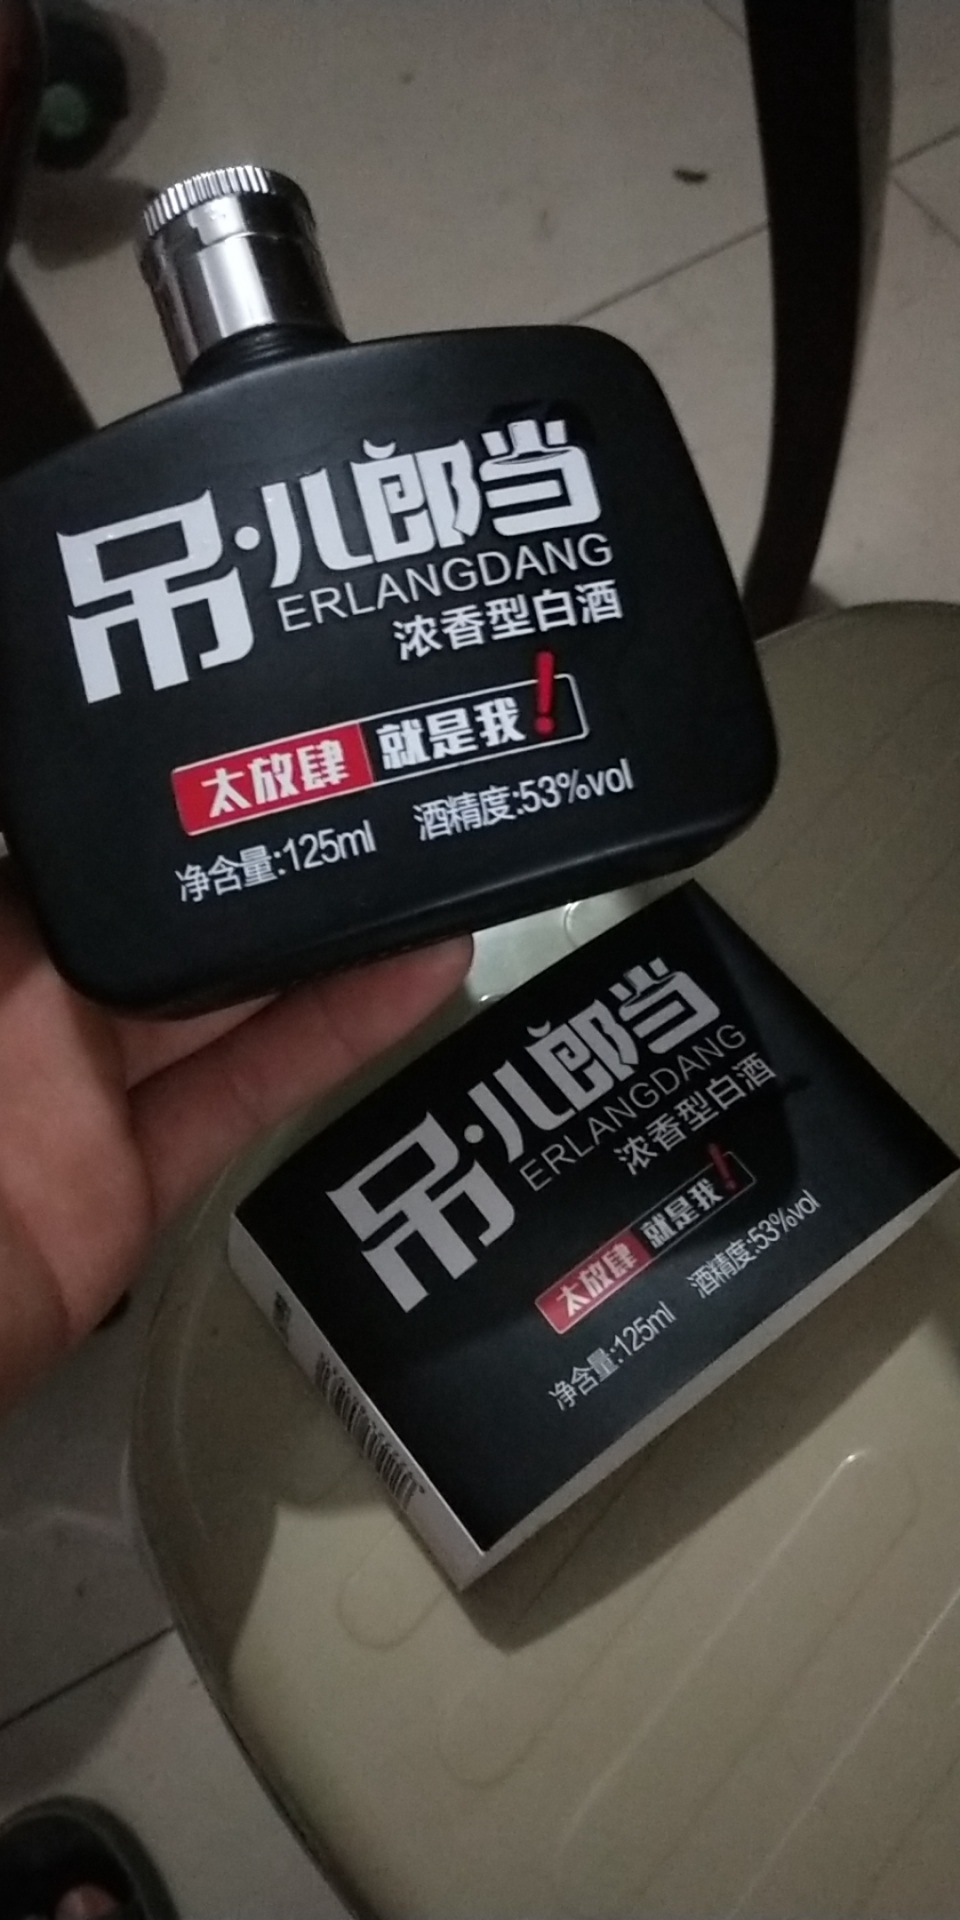 吊·儿郎当
ERLANGDANG
浓香型白酒
太放肆 就是我!
净含量:125ml 酒精度:53%vol
吊·儿郎当
ERLANGDANG
浓香型白酒
太放肆 就是我!
净含量:125ml 酒精度:53%vol